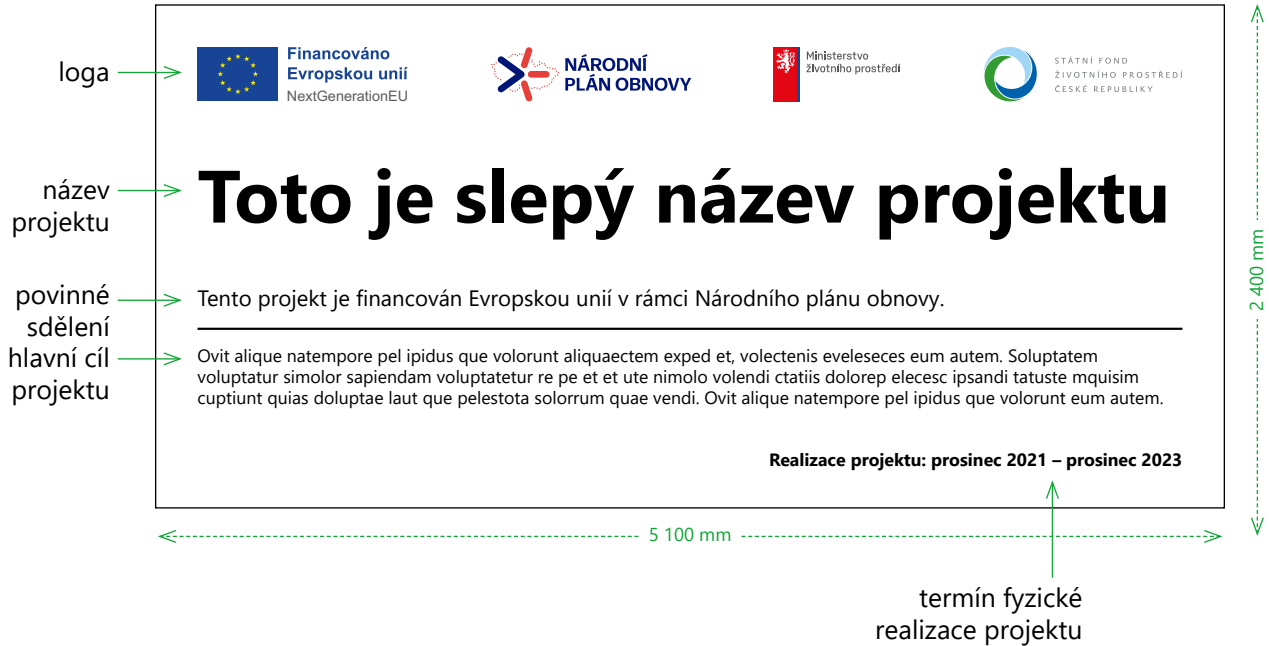 loga
Financováno
Evropskou unií
NextGenerationEU
NÁRODNÍ
PLÁN OBNOVY
Ministerstvo
životního prostředí
STÁTNÍ FOND
ŽIVOTNÍHO PROSTŘEDÍ
ČESKÉ REPUBLIKY
název
projektu
Toto je slepý název projektu
povinné
sdělení
Tento projekt je financován Evropskou unií v rámci Národního plánu obnovy.
hlavní cíl
projektu
Ovit alique natempore pel ipidus que volorunt aliquaectem exped et, volectenis eveleseces eum autem. Soluptatem
voluptatur simolor sapiendam voluptatetur re pe et et ute nimolo volendi ctatiis dolorep elecesc ipsandi tatuste mquisim
cuptiunt quias doluptae laut que pelestota solorrum quae vendi. Ovit alique natempore pel ipidus que volorunt eum autem.
Realizace projektu: prosinec 2021 – prosinec 2023
2 400 mm
5 100 mm
termín fyzické
realizace projektu